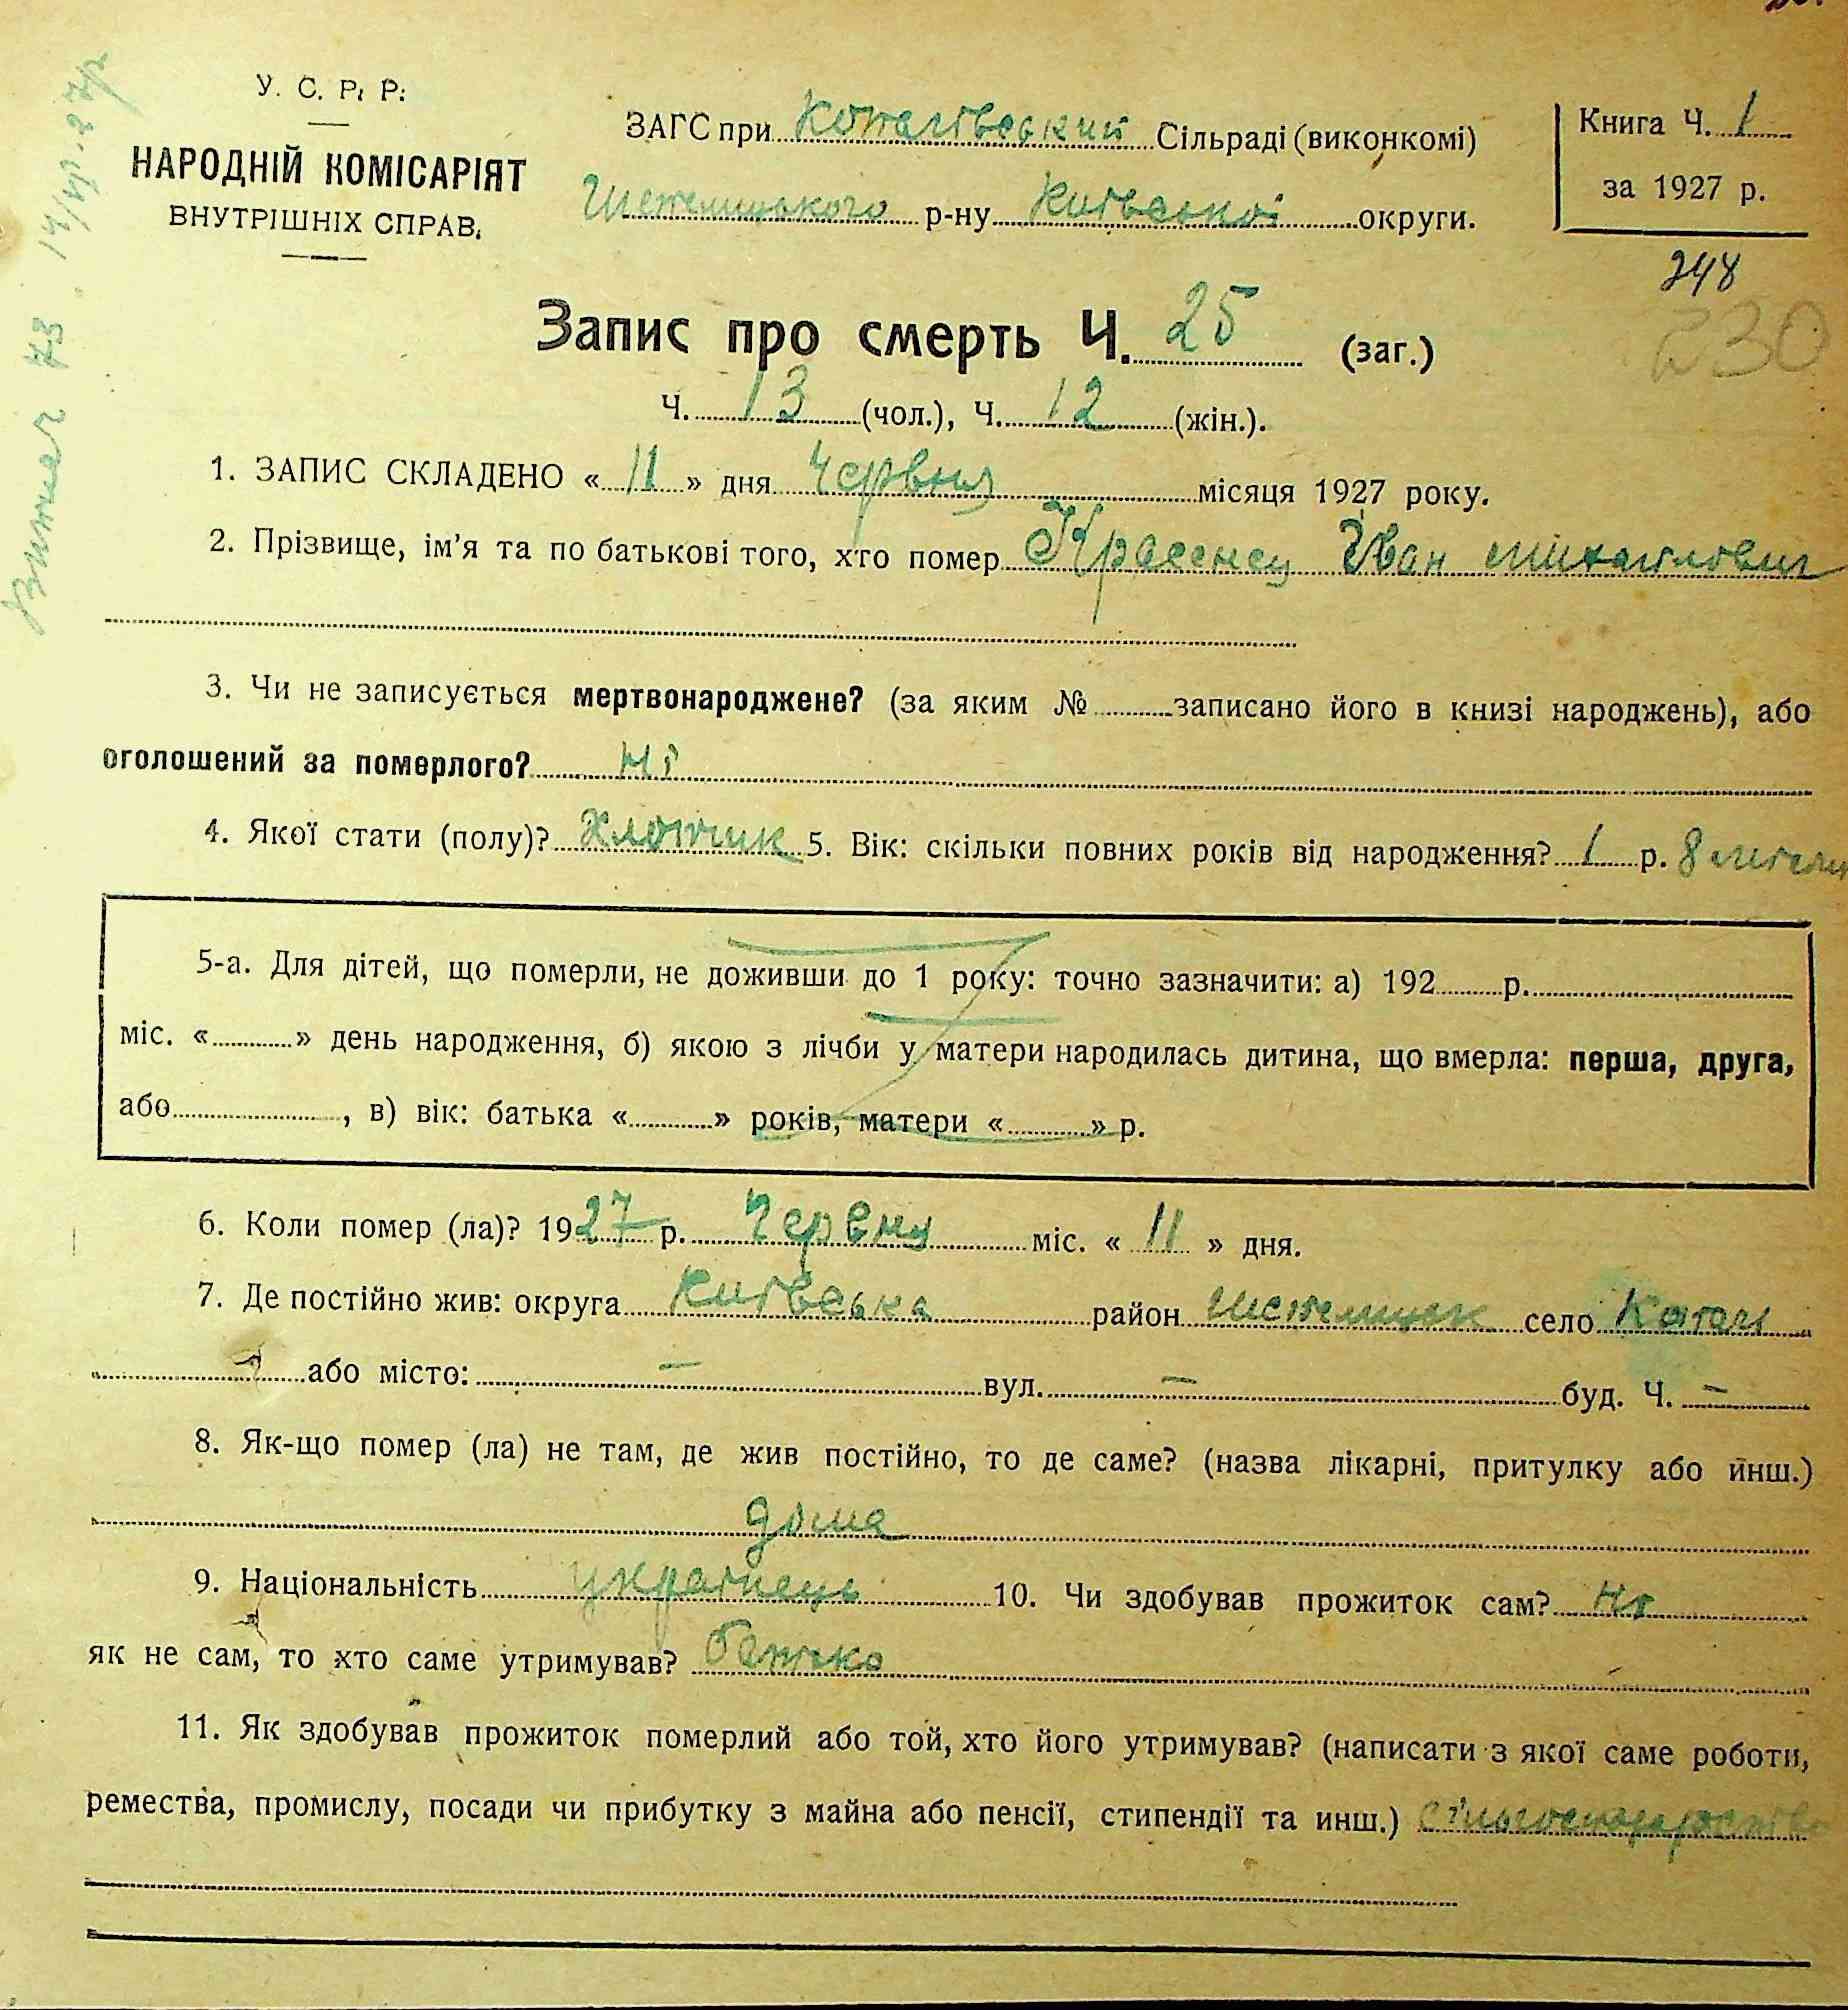 У. С. Р. Р.
НАРОДНІЙ КОМІСАРІЯТ
ВНУТРІШНІХ СПРАВ.
ЗАГС при Сільраді (виконкомі)
р-ну Київської округи.
Книга Ч. 1
за 1927 р.
248
230
Запис про смерть Ч. 25 (заг.)
Ч. 13 (чол.), Ч. 12 (жін.).
1. ЗАПИС СКЛАДЕНО « 11 » дня Червня місяця 1927 року.
2. Прізвище, ім'я та по батькові того, хто помер Іван Михайлович
3. Чи не записується мертвонароджене? (за яким № записано його в книзі народжень), або
оголошений за померлого? Ні
4. Якої стати (полу)? Хлопчик 5. Вік: скільки повних років від народження? 1 р. 8
5-а. Для дітей, що померли, не доживши до 1 року: точно зазначити: а) 192 р.
міс. « » день народження, б) якою з лічби у матери народилась дитина, що вмерла: перша, друга,
або , в) вік: батька « » років, матери « » р.
6. Коли помер (ла)? 1927 р. Червня міс. « 11 » дня.
7. Де постійно жив: округа Київська район село
або місто: – вул. – буд. Ч. –
8. Як-що помер (ла) не там, де жив постійно, то де саме? (назва лікарні, притулку або инш.)
дома
9. Національність українець 10. Чи здобував прожиток сам? Ні
як не сам, то хто саме утримував? батько
11. Як здобував прожиток померлий або той, хто його утримував? (написати з якої саме роботи,
ремества, промислу, посади чи прибутку з майна або пенсії, стипендії та инш.)